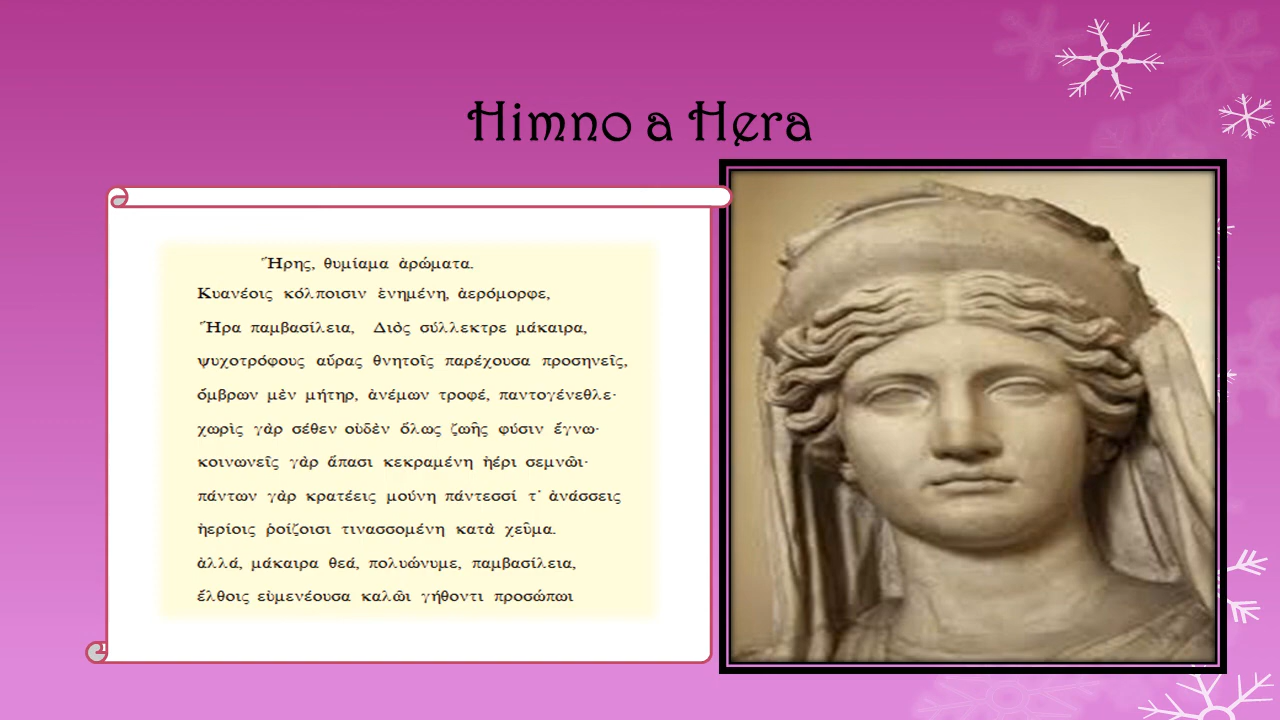 Himno a Hera
Ἥρης, θυμίαμα ἀρώματα.
Κυανέοις κόλποισιν ἐνημένη, ἀερόμορφε,
Ἥρα παμβασίλεια, Διὸς σύλλεκτρε μάκαιρα,
ψυχοτρόφους αὔρας θνητοῖς παρέχουσα προσηνεῖς,
ὄμβρων μὲν μήτηρ, ἀνέμων τροφέ, παντογένεθλε·
χωρὶς γὰρ σέθεν οὐδὲν ὅλως ζωῆς φύσιν ἔγνω·
κοινωνεῖς γὰρ ἅπασι κεκραμένη ἠέρι σεμνῶι·
πάντων γὰρ κρατέεις μούνη πάντεσσί τ᾽ ἀνάσσεις
ἠερίοις ῥοίζοισι τινασσομένη κατὰ χεῦμα.
ἀλλά, μάκαιρα θεά, πολυώνυμε, παμβασίλεια,
ἔλθοις εὐμενέουσα καλῶι γήθοντι προσώπωι